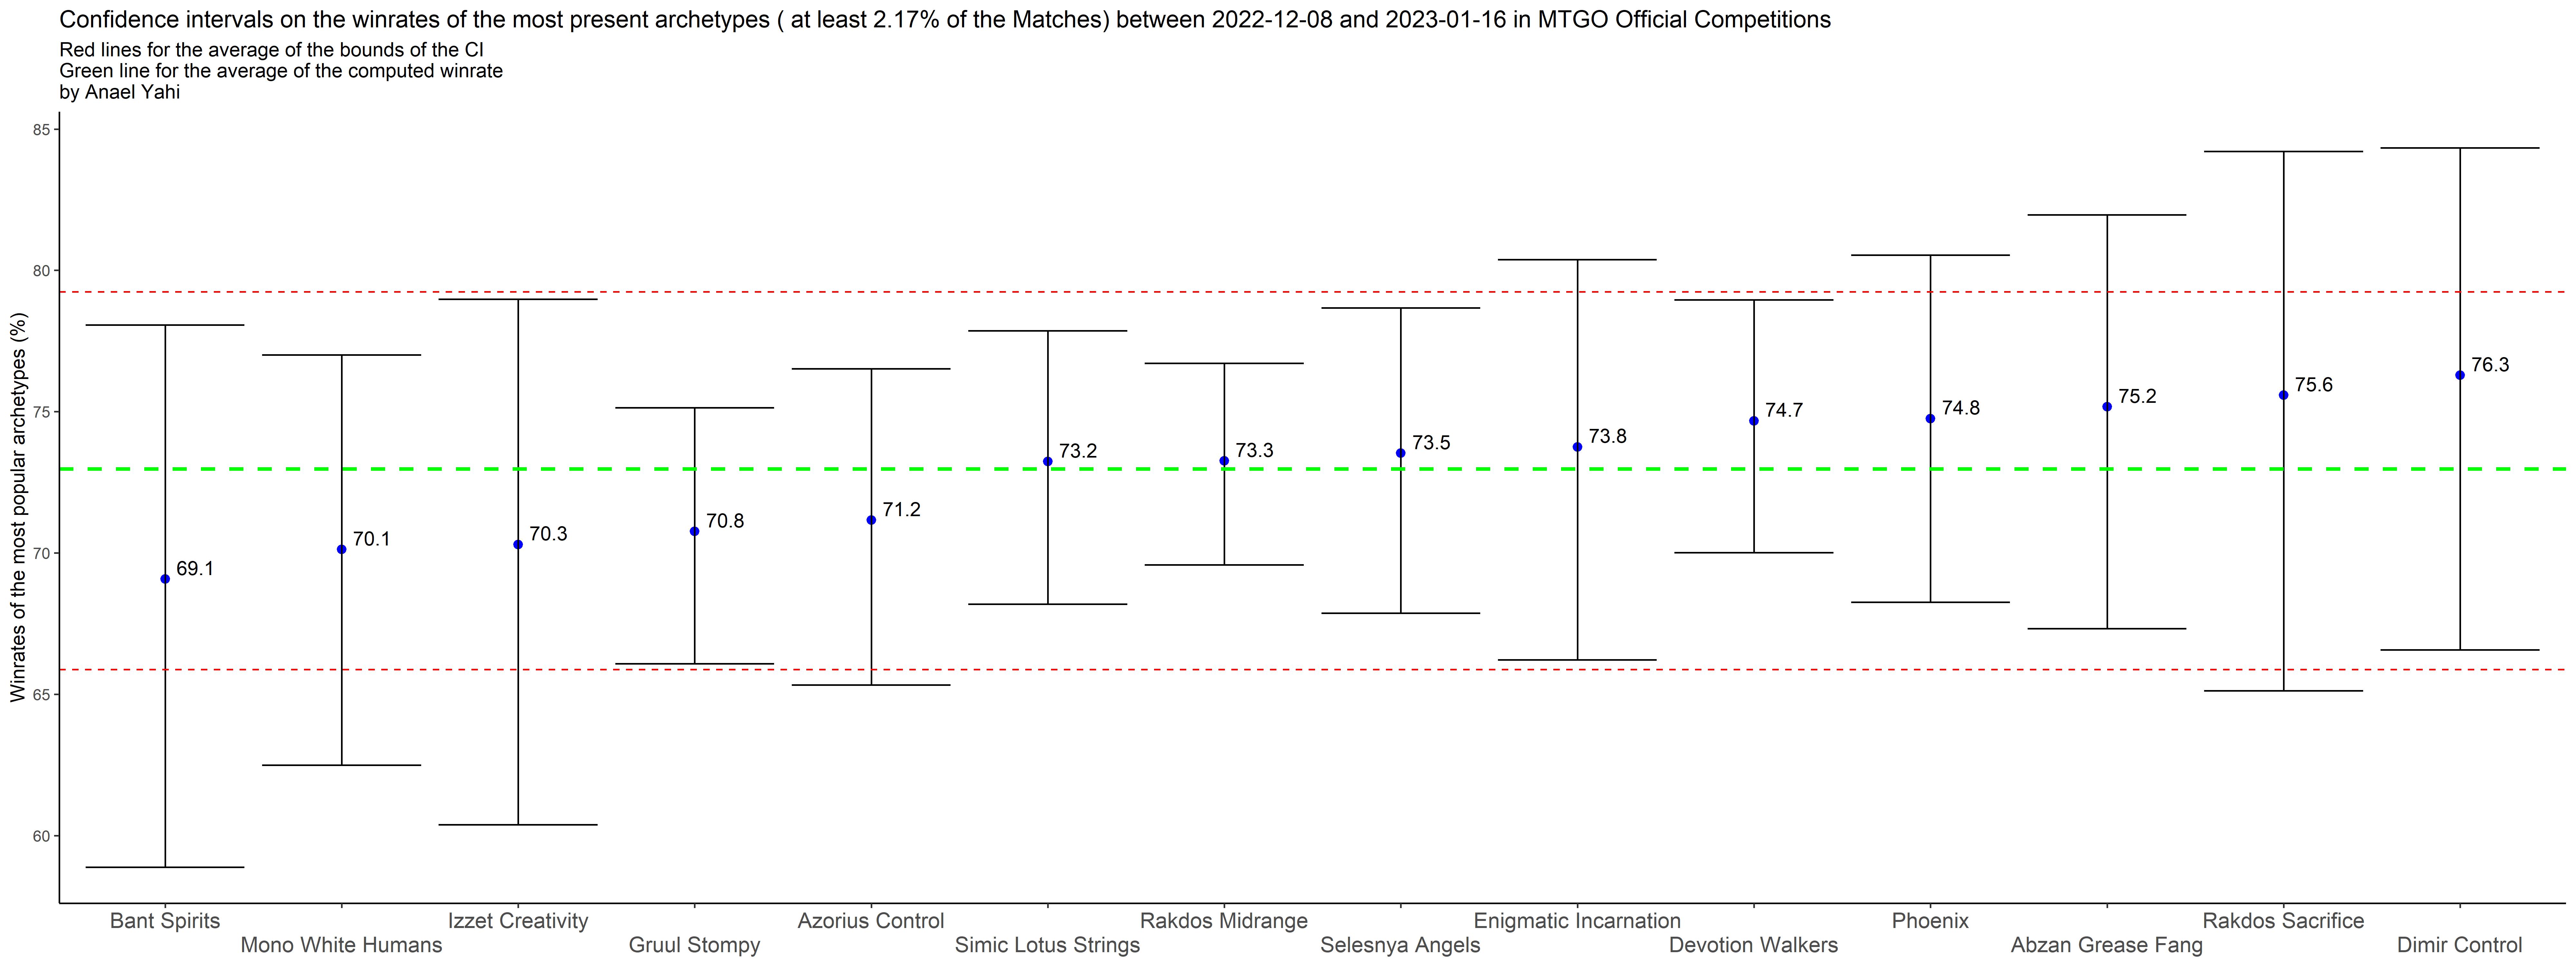 Confidence intervals on the winrates of the most present archetypes ( at least 2.17% of the Matches) between 2022-12-08 and 2023-01-16 in MTGO Official Competitions
Red lines for the average of the bounds of the CI
Green line for the average of the computed winrate
by Anael Yahi
Winrates of the most popular archetypes (%)
85
80
75
70
65
60
69.1
70.1
70.3
70.8
71.2
73.2
73.3
73.5
73.8
74.7
74.8
75.2
75.6
76.3
Bant Spirits
Mono White Humans
Izzet Creativity
Gruul Stompy
Azorius Control
Simic Lotus Strings
Rakdos Midrange
Selesnya Angels
Enigmatic Incarnation
Devotion Walkers
Phoenix
Abzan Grease Fang
Rakdos Sacrifice
Dimir Control